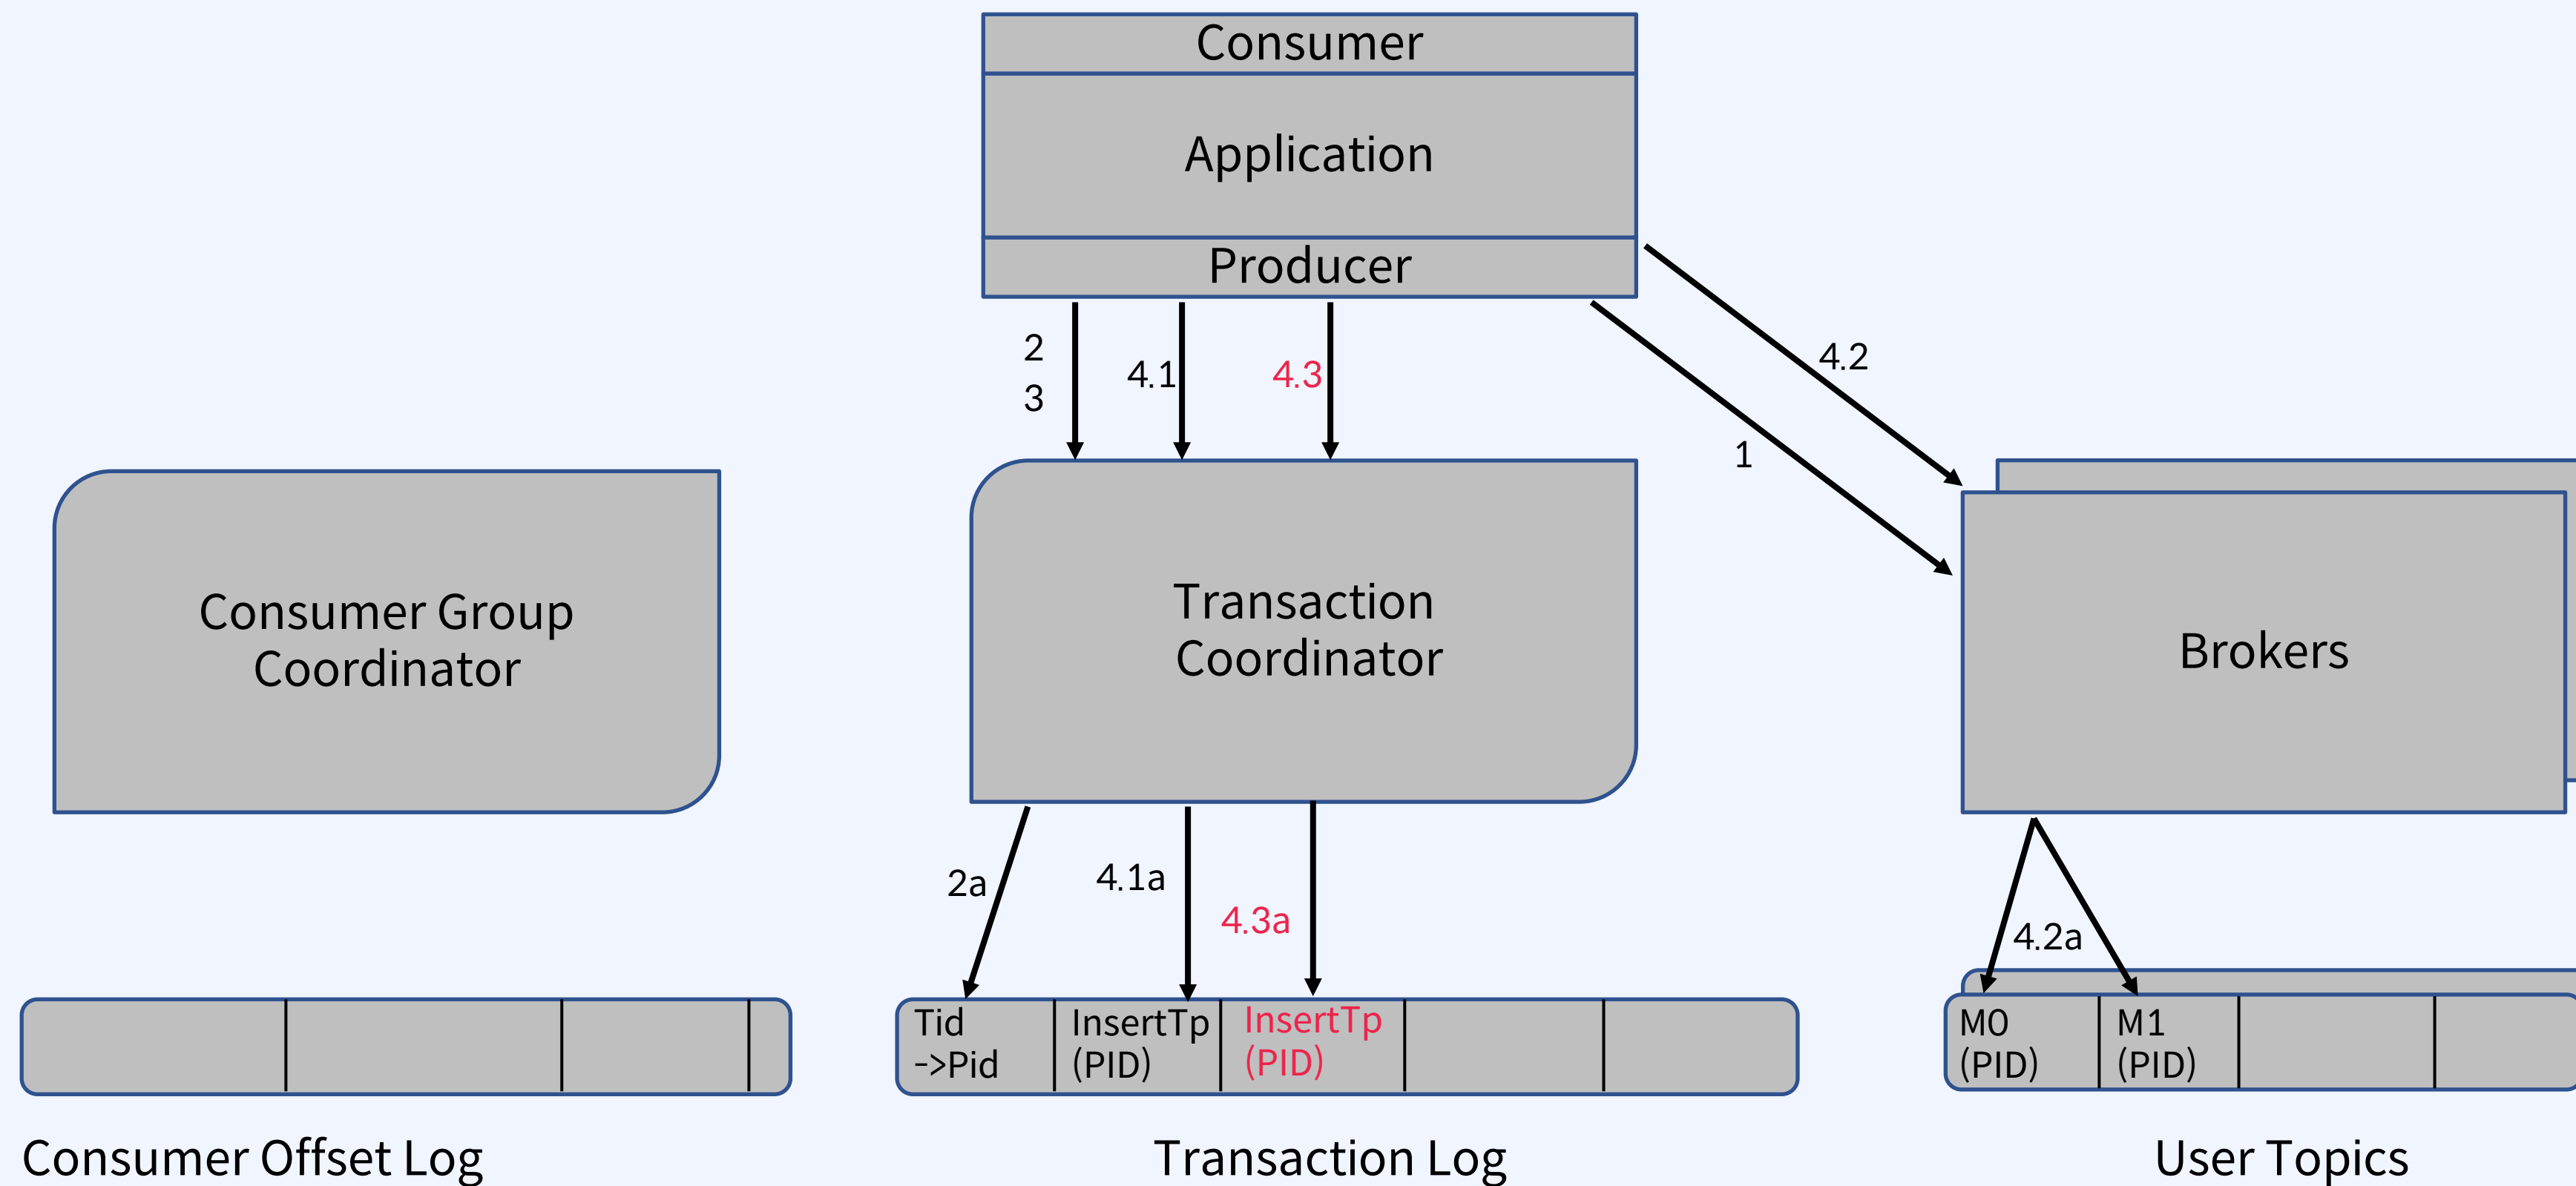 Consumer
Application
Producer
2
3
4.1
4.3
4.2
1
Consumer Group
Coordinator
Transaction
Coordinator
Brokers
2a
4.1a
4.3a
4.2a
Tid
->Pid
InsertTp
(PID)
InsertTp
(PID)
M0
(PID)
M1
(PID)
Consumer Offset Log
Transaction Log
User Topics